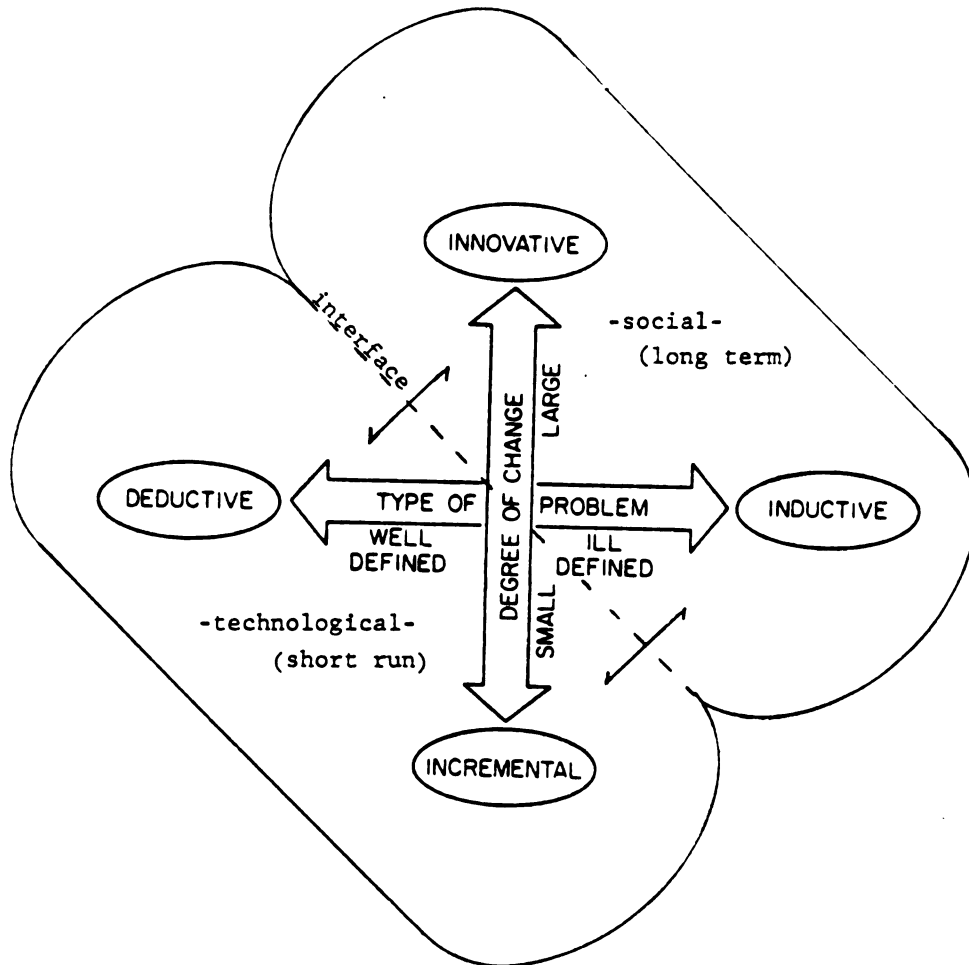 INNOVATIVE
interface
-social-
(long term)
LARGE
DEGREE OF CHANGE
SMALL
DEDUCTIVE
TYPE OF PROBLEM
INDUCTIVE
WELL
DEFINED
ILL
DEFINED
-technological-
(short run)
INCREMENTAL